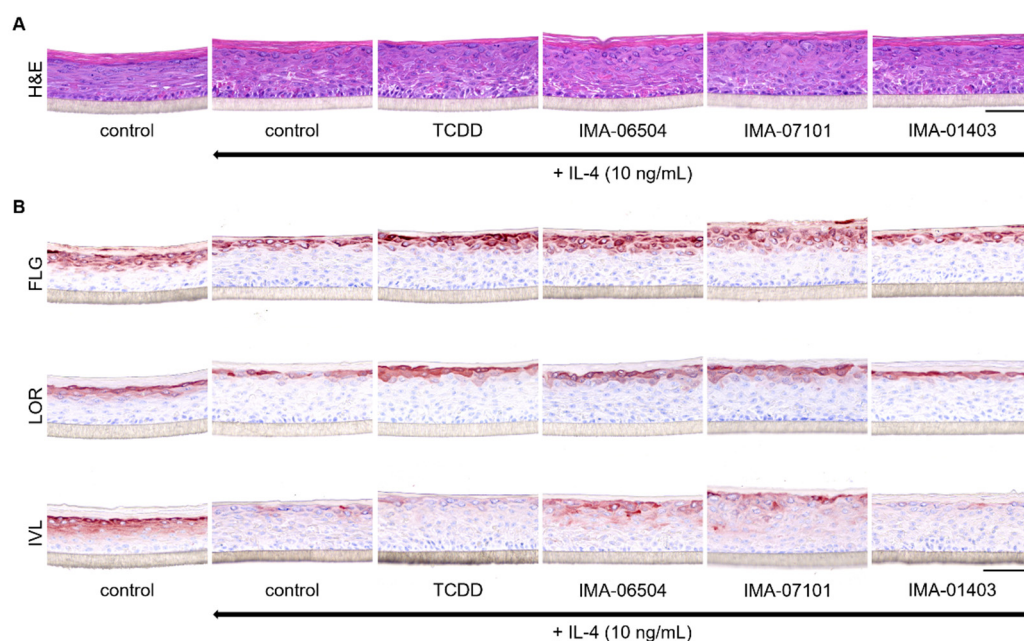 A
H&E
control control TCDD IMA-06504 IMA-07101 IMA-01403
+ IL-4 (10 ng/mL)
B
FLG
LOR
IVL
control control TCDD IMA-06504 IMA-07101 IMA-01403
+ IL-4 (10 ng/mL)